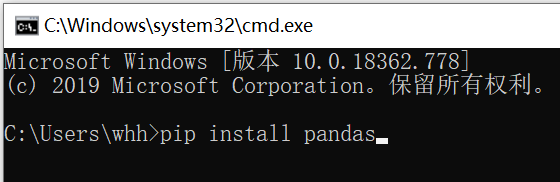 C:\Windows\system32\cmd.exe
Microsoft Windows [版本 10.0.18362.778]
(c) 2019 Microsoft Corporation。保留所有权利。
C:\Users\whh>pip install pandas